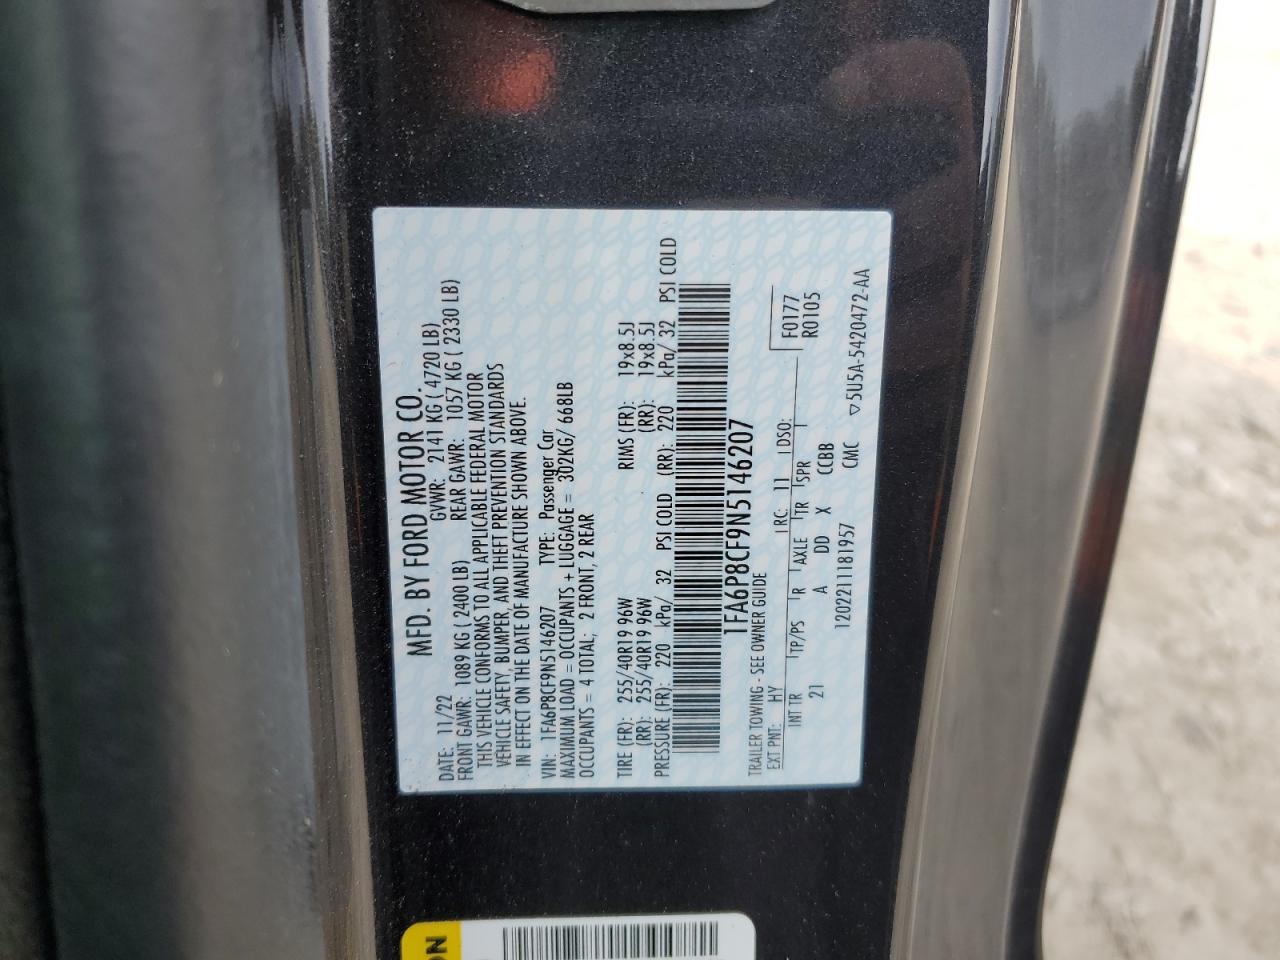 MFD. BY FORD MOTOR CO.
DATE: 11/22 GVWR: 2141 KG ( 4720 LB)
FRONT GAWR: 1089 KG ( 2400 LB) REAR GAWR: 1057 KG ( 2330 LB)
THIS VEHICLE CONFORMS TO ALL APPLICABLE FEDERAL MOTOR
VEHICLE SAFETY, BUMPER, AND THEFT PREVENTION STANDARDS
IN EFFECT ON THE DATE OF MANUFACTURE SHOWN ABOVE.
VIN: 1FA6P8CF9N5146207 TYPE: Passenger Car
MAXIMUM LOAD = OCCUPANTS + LUGGAGE = 302KG/ 668LB
OCCUPANTS = 4 TOTAL; 2 FRONT, 2 REAR
TIRE (FR): 255/40R19 96W RIMS (FR): 19x8.5J
(RR): 255/40R19 96W (RR): 19x8.5J
PRESSURE (FR): 220 kPa/ 32 PSI COLD (RR): 220 kPa/ 32 PSI COLD
1FA6P8CF9N5146207
TRAILER TOWING - SEE OWNER GUIDE
EXT PNT: HY RC: 11 DSO: F0177
INT TR TP/PS R AXLE TR SPR R0105
21 A DD X CCBB
1202211181957 CMC ▽5U5A-5420472-AA
ON